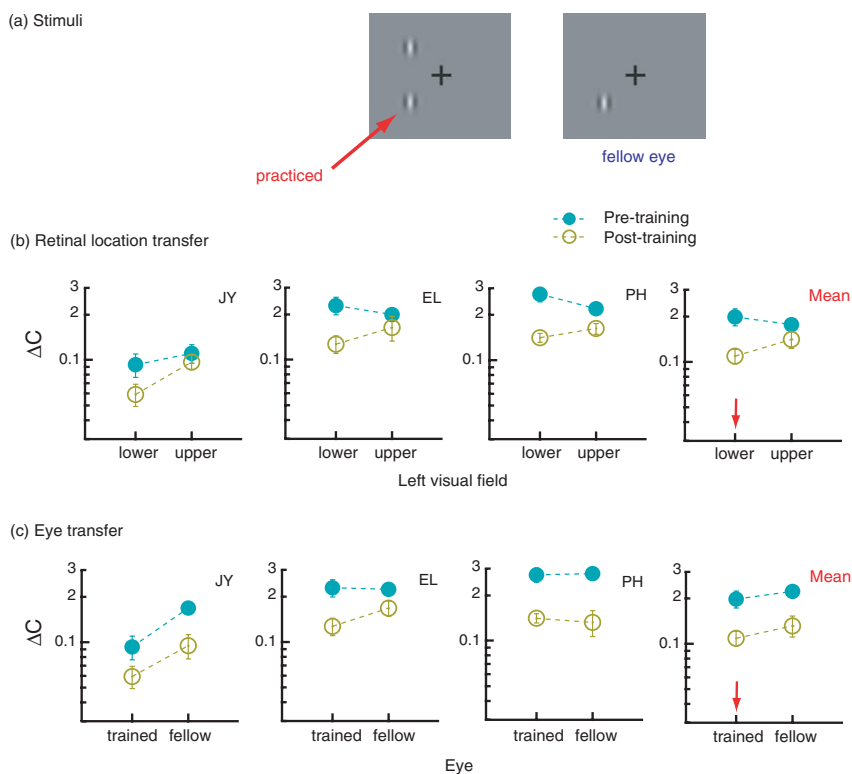 (a) Stimuli
practiced
fellow eye
Pre-training
Post-training
(b) Retinal location transfer
3
2
0.1
ΔC
JY
lower
upper
3
2
0.1
EL
lower
upper
3
2
0.1
PH
lower
upper
3
2
0.1
Mean
lower
upper
Left visual field
(c) Eye transfer
3
2
0.1
ΔC
JY
trained
fellow
3
2
0.1
EL
trained
fellow
3
2
0.1
PH
trained
fellow
3
2
0.1
Mean
trained
fellow
Eye